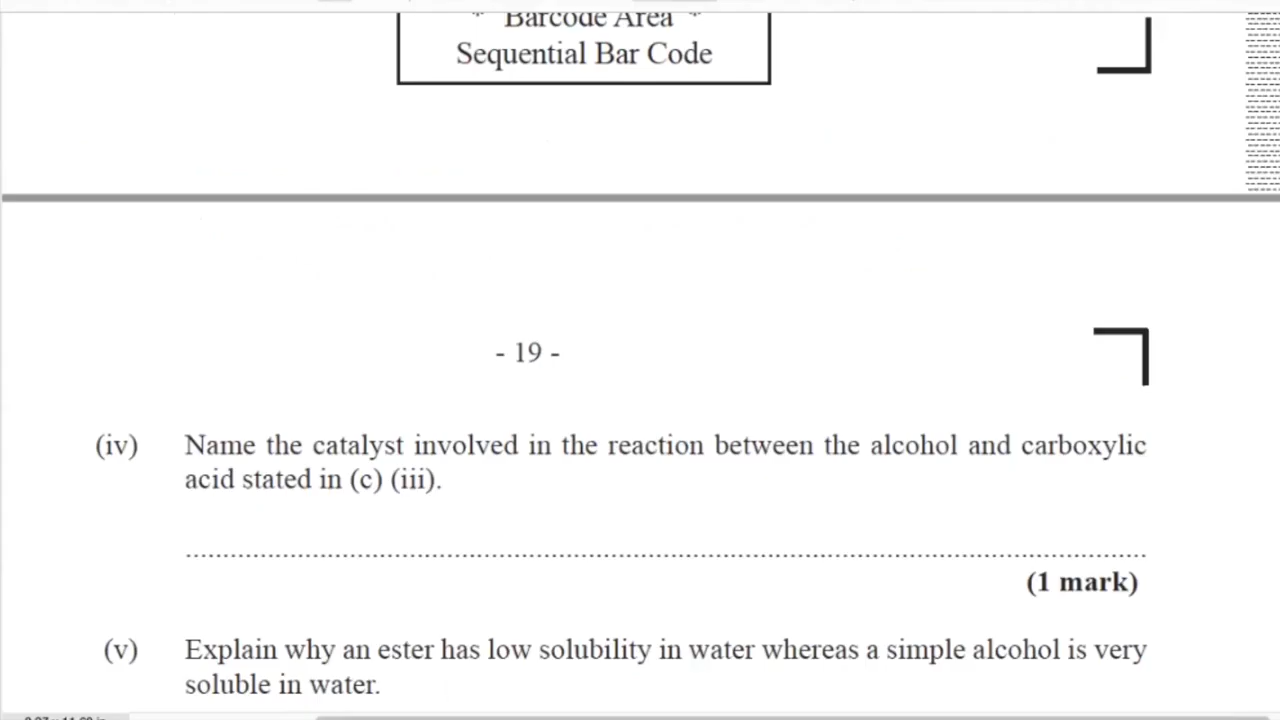 * Barcode Area *
Sequential Bar Code
- 19 -
(iv) Name the catalyst involved in the reaction between the alcohol and carboxylic
acid stated in (c) (iii).
(1 mark)
(v) Explain why an ester has low solubility in water whereas a simple alcohol is very
soluble in water.